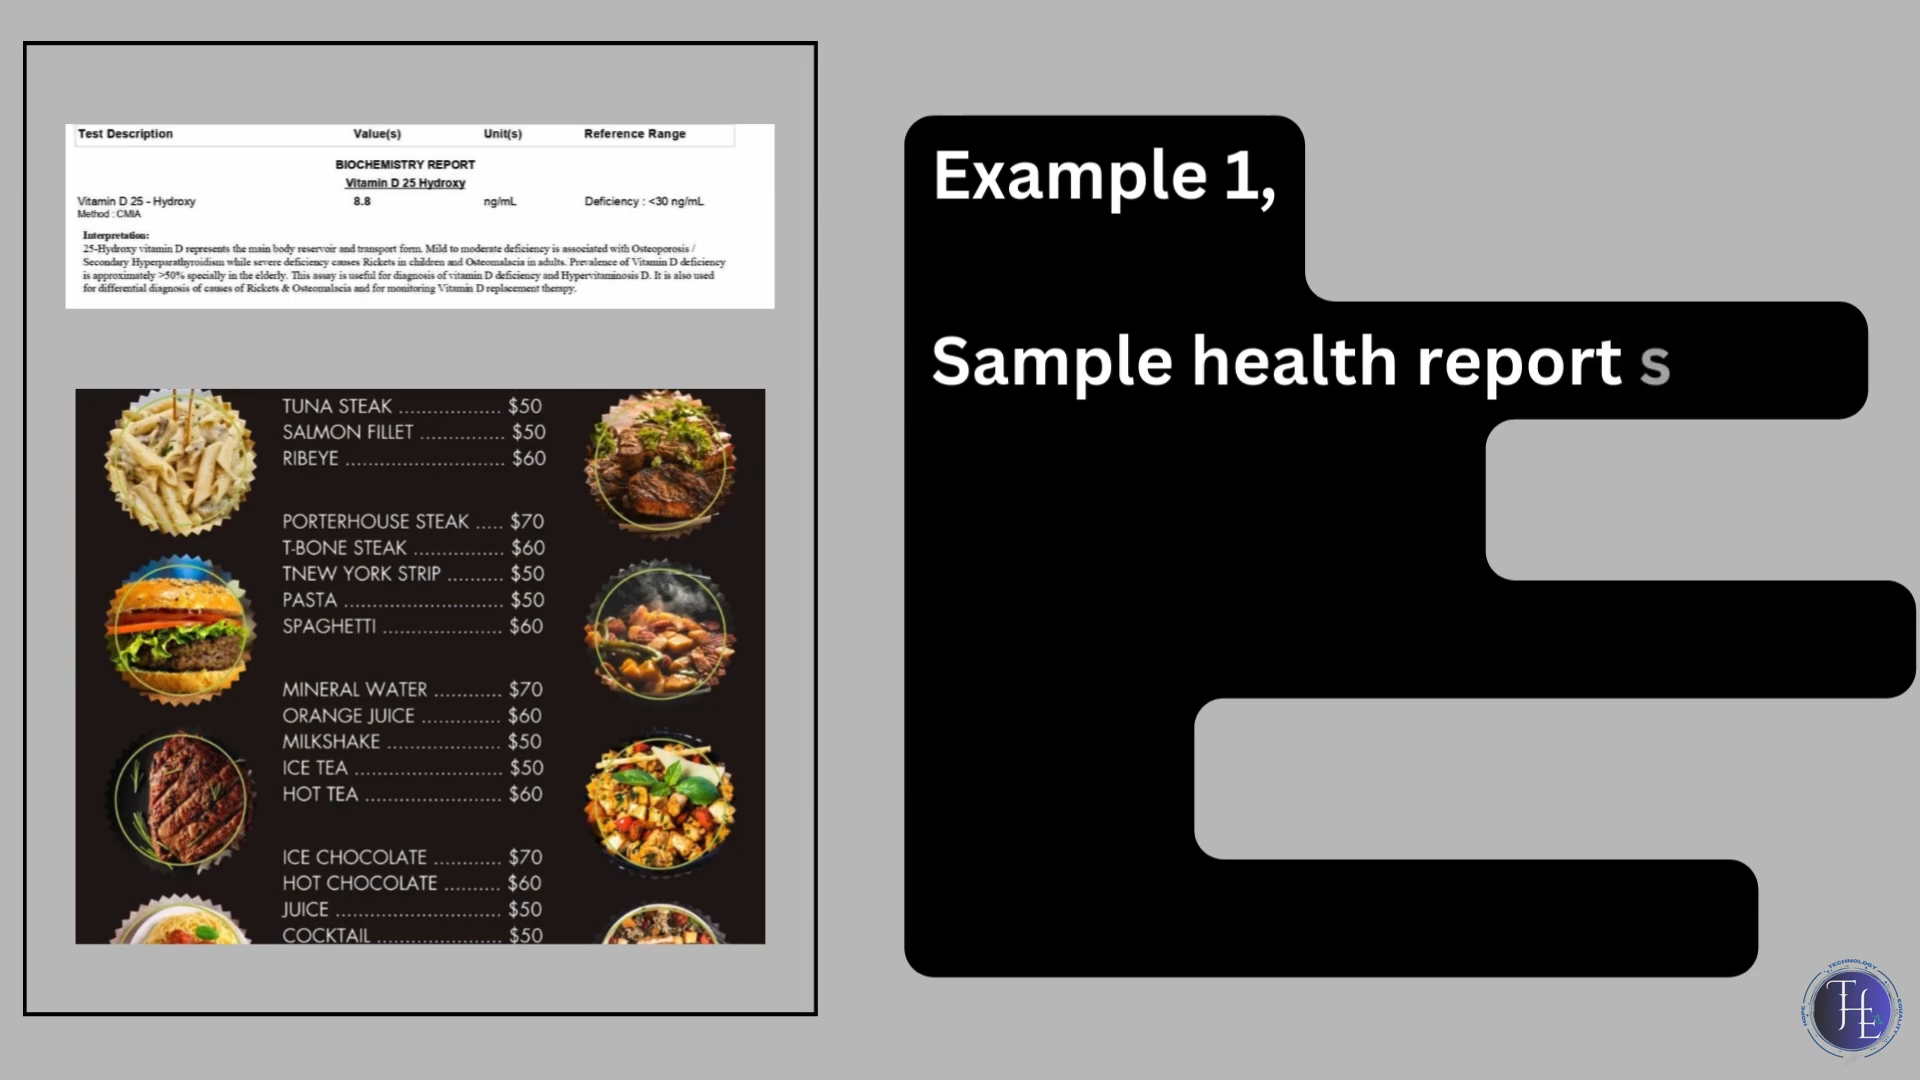 Test Description Value(s) Unit(s) Reference Range
BIOCHEMISTRY REPORT
Vitamin D 25 Hydroxy
Vitamin D 25 - Hydroxy 8.8 ng/mL Deficiency : <30 ng/mL
Method : CMIA
Interpretation:
25-Hydroxy vitamin D represents the main body reservoir and transport form. Mild to moderate deficiency is associated with Osteoporosis /
Secondary Hyperparathyroidism while severe deficiency causes Rickets in children and Osteomalacia in adults. Prevalence of Vitamin D deficiency
is approximately >50% specially in the elderly. This assay is useful for diagnosis of vitamin D deficiency and Hypervitaminosis D. It is also used
for differential diagnosis of causes of Rickets & Osteomalacia and for monitoring Vitamin D replacement therapy.
TUNA STEAK .................. $50
SALMON FILLET ............... $50
RIBEYE ............................ $60
PORTERHOUSE STEAK ..... $70
T-BONE STEAK ................ $60
TNEW YORK STRIP .......... $50
PASTA ............................ $50
SPAGHETTI ..................... $60
MINERAL WATER ............ $70
ORANGE JUICE .............. $60
MILKSHAKE .................... $50
ICE TEA .......................... $50
HOT TEA ........................ $60
ICE CHOCOLATE ............ $70
HOT CHOCOLATE .......... $60
JUICE ............................. $50
COCKTAIL ...................... $50
Example 1,
Sample health report s
TECHNOLOGY
HOPE
EQUALITY
THE